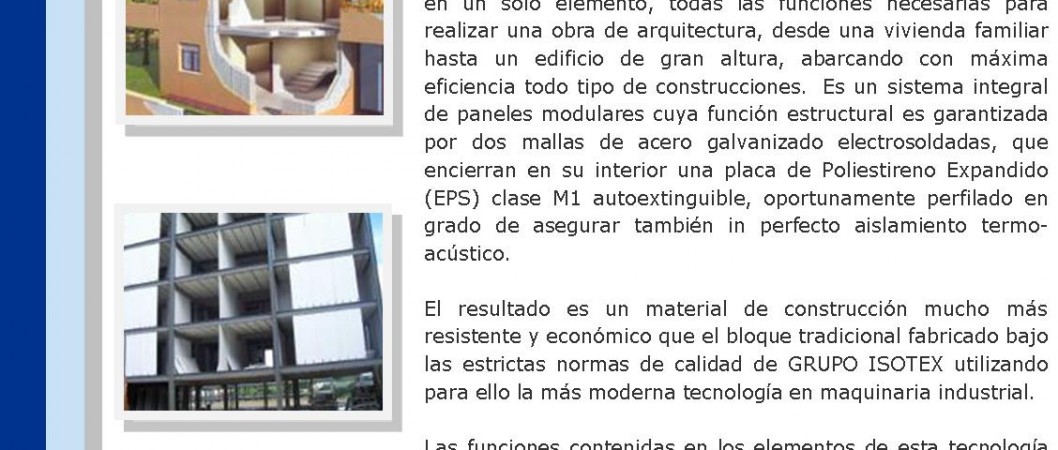 en un solo elemento, todas las funciones necesarias para
realizar una obra de arquitectura, desde una vivienda familiar
hasta un edificio de gran altura, abarcando con máxima
eficiencia todo tipo de construcciones. Es un sistema integral
de paneles modulares cuya función estructural es garantizada
por dos mallas de acero galvanizado electrosoldadas, que
encierran en su interior una placa de Poliestireno Expandido
(EPS) clase M1 autoextinguible, oportunamente perfilado en
grado de asegurar también in perfecto aislamiento termo-
acústico.
El resultado es un material de construcción mucho más
resistente y económico que el bloque tradicional fabricado bajo
las estrictas normas de calidad de GRUPO ISOTEX utilizando
para ello la más moderna tecnología en maquinaria industrial.
Las funciones contenidas en los elementos de esta tecnología